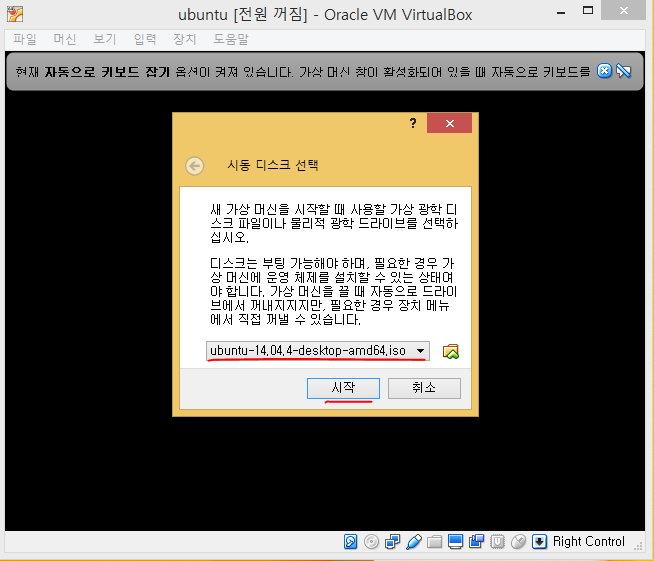 ubuntu [전원 꺼짐] - Oracle VM VirtualBox
파일 머신 보기 입력 장치 도움말
현재 자동으로 키보드 잡기 옵션이 켜져 있습니다. 가상 머신 창이 활성화되어 있을 때 자동으로 키보드를
?
시동 디스크 선택
새 가상 머신을 시작할 때 사용할 가상 광학 디
스크 파일이나 물리적 광학 드라이브를 선택하
십시오.
디스크는 부팅 가능해야 하며, 필요한 경우 가
상 머신에 운영 체제를 설치할 수 있는 상태여
야 합니다. 가상 머신을 끌 때 자동으로 드라이
브에서 꺼내지지지만, 필요한 경우 장치 메뉴
에서 직접 꺼낼 수 있습니다.
ubuntu-14.04.4-desktop-amd64.iso
시작 취소
Right Control